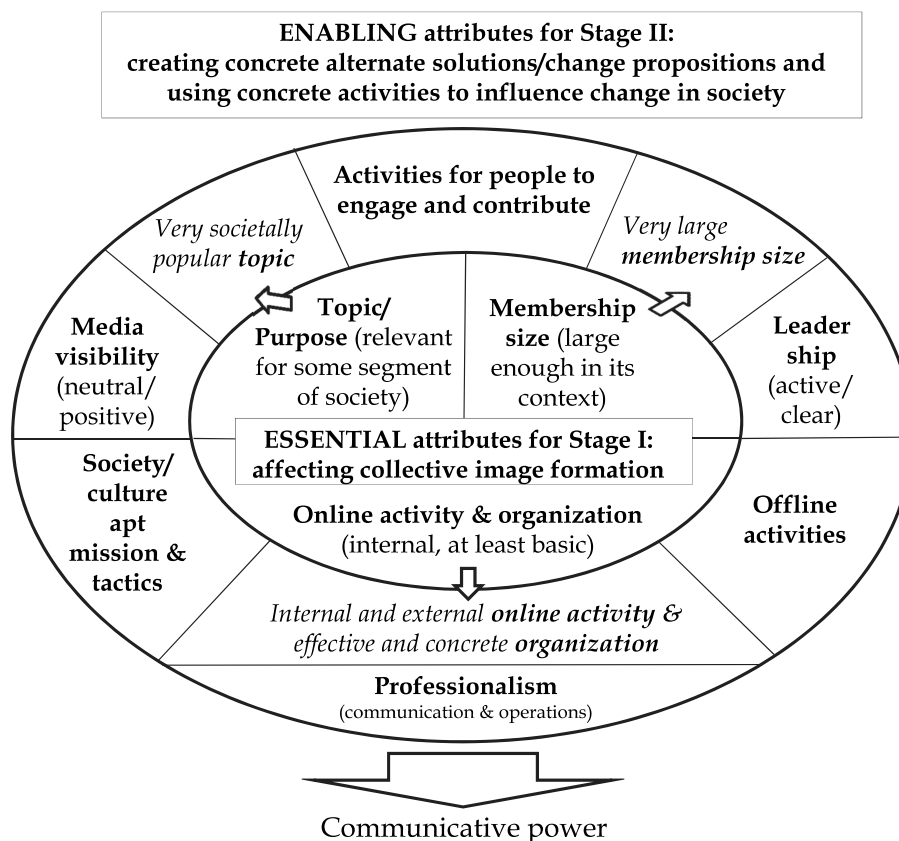 ENABLING attributes for Stage II:
creating concrete alternate solutions/change propositions and
using concrete activities to influence change in society
Activities for people to
engage and contribute
Very societally
popular topic
Very large
membership size
Media
visibility
(neutral/
positive)
Topic/
Purpose (relevant
for some segment
of society)
Membership
size (large
enough in its
context)
Leader
ship
(active/
clear)
ESSENTIAL attributes for Stage I:
affecting collective image formation
Society/
culture
apt
mission &
tactics
Online activity & organization
(internal, at least basic)
Offline
activities
Internal and external online activity &
effective and concrete organization
Professionalism
(communication & operations)
Communicative power